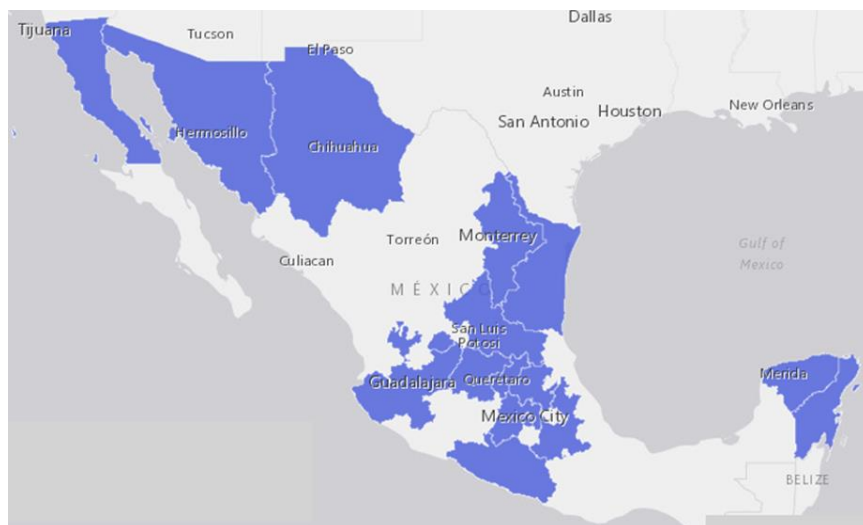 Dallas
Tijuana
Tucson
El Paso
Austin
Houston
New Orleans
San Antonio
Hermosillo
Chihuahua
Monterrey
Torreón
Gulf of
Mexico
Culiacan
MÉXICO
San Luis
Potosi
Guadalajara
Querétaro
Merida
Mexico City
BELIZE